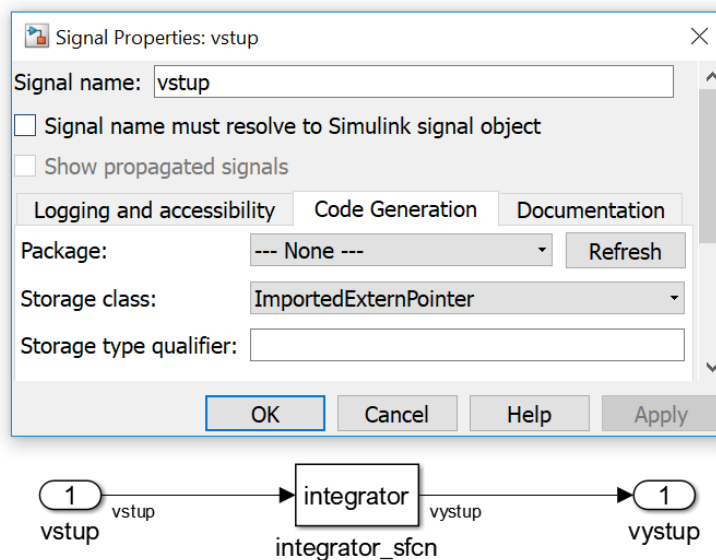 Signal Properties: vstup
Signal name: vstup
Signal name must resolve to Simulink signal object
Show propagated signals
Logging and accessibility Code Generation Documentation
Package: --- None --- Refresh
Storage class: ImportedExternPointer
Storage type qualifier:
OK Cancel Help Apply
1 integrator 1
vstup vystup
vstup integrator_sfcn vystup